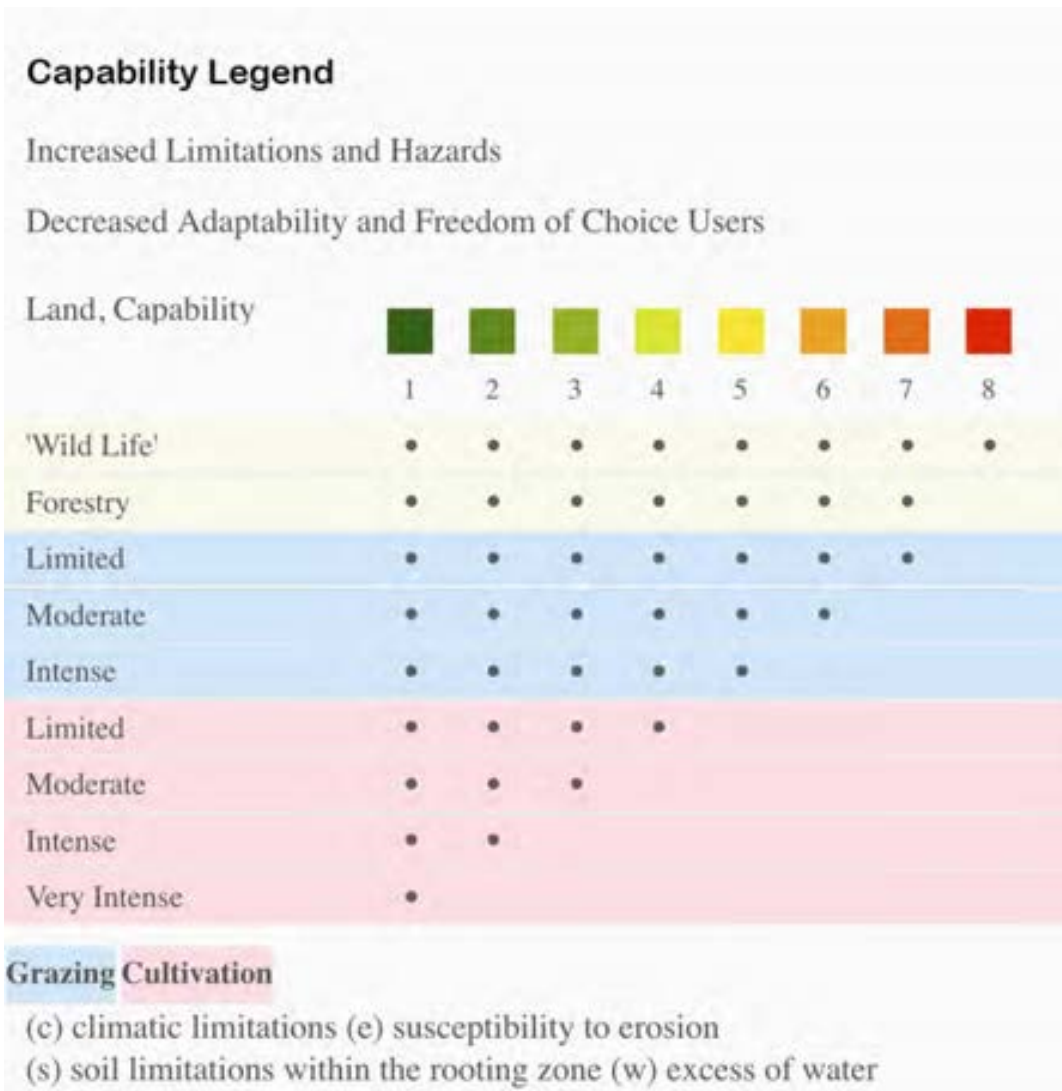 Capability Legend
Increased Limitations and Hazards
Decreased Adaptability and Freedom of Choice Users
Land, Capability
1 2 3 4 5 6 7 8
'Wild Life'
Forestry
Limited
Moderate
Intense
Limited
Moderate
Intense
Very Intense
Grazing Cultivation
(c) climatic limitations (e) susceptibility to erosion
(s) soil limitations within the rooting zone (w) excess of water